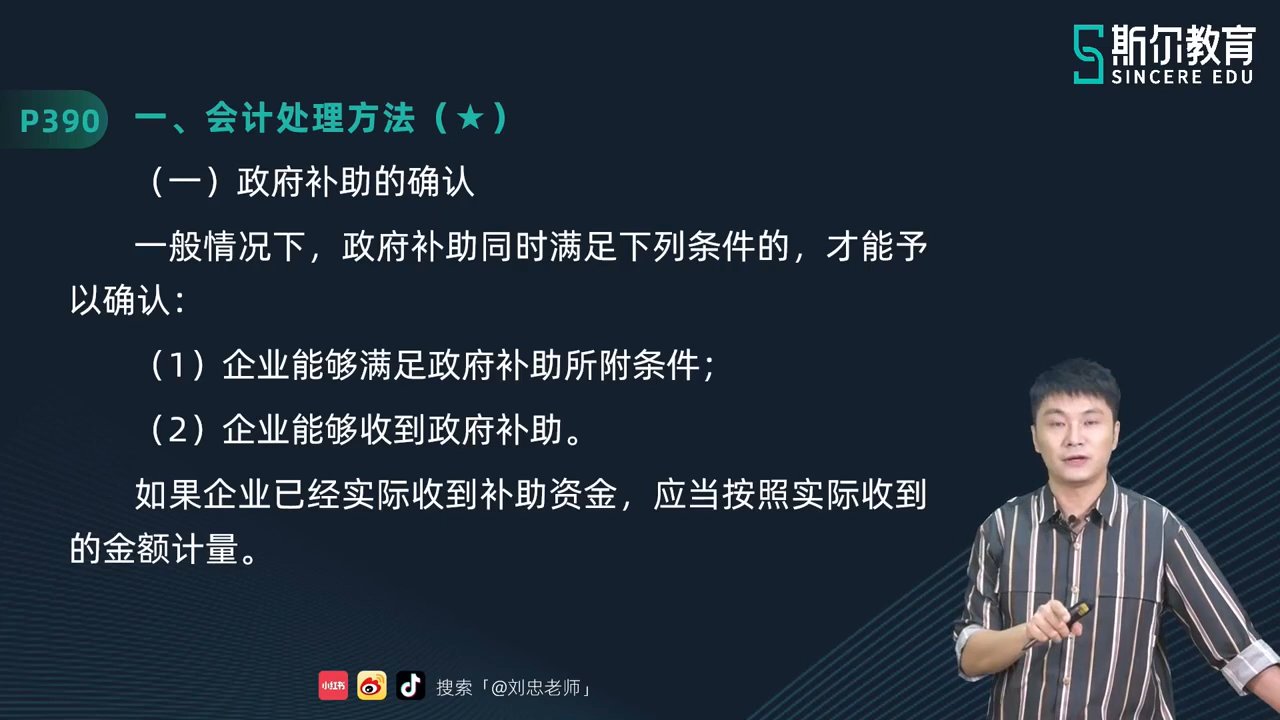 斯尔教育
SINCERE EDU
P390
一、会计处理方法（★）
（一）政府补助的确认
一般情况下，政府补助同时满足下列条件的，才能予
以确认：
（1）企业能够满足政府补助所附条件；
（2）企业能够收到政府补助。
如果企业已经实际收到补助资金，应当按照实际收到
的金额计量。
小红书
搜索「@刘忠老师」